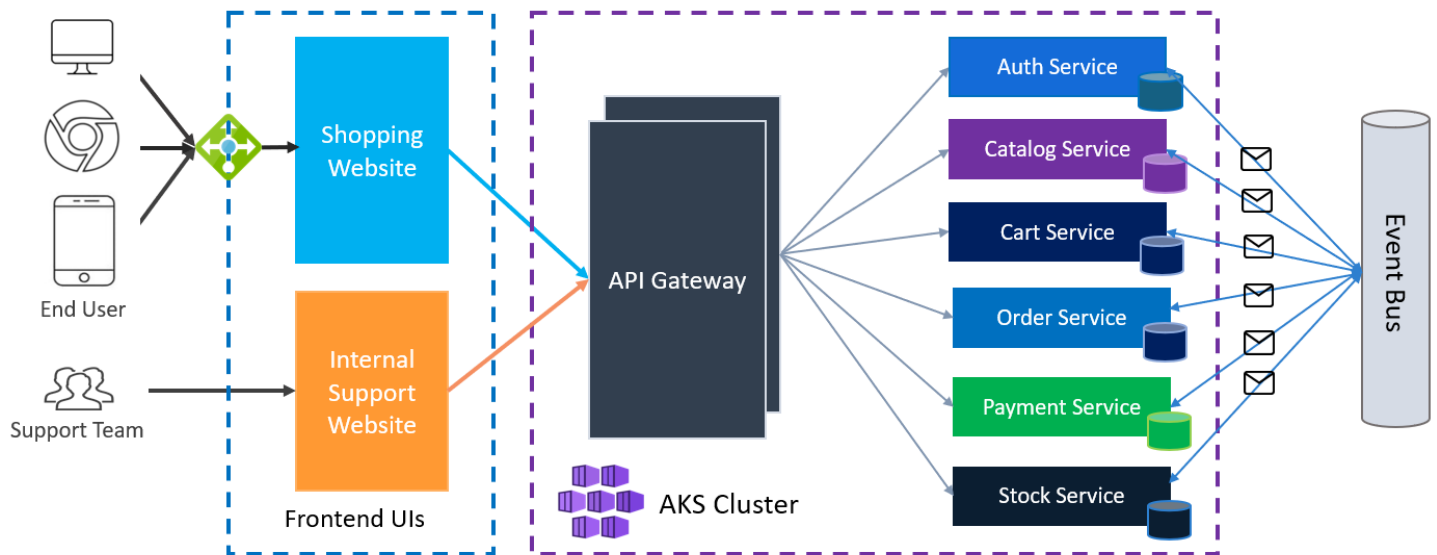 End User
Support Team
Shopping
Website
Internal
Support
Website
Frontend UIs
API Gateway
AKS Cluster
Auth Service
Catalog Service
Cart Service
Order Service
Payment Service
Stock Service
Event Bus